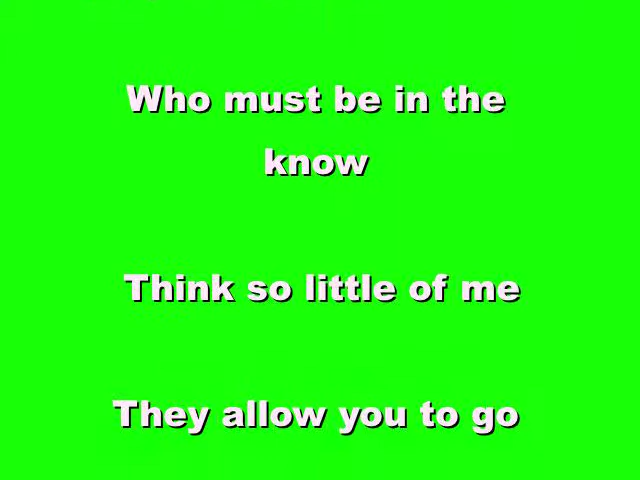 Who must be in the
know
Think so little of me
They allow you to go